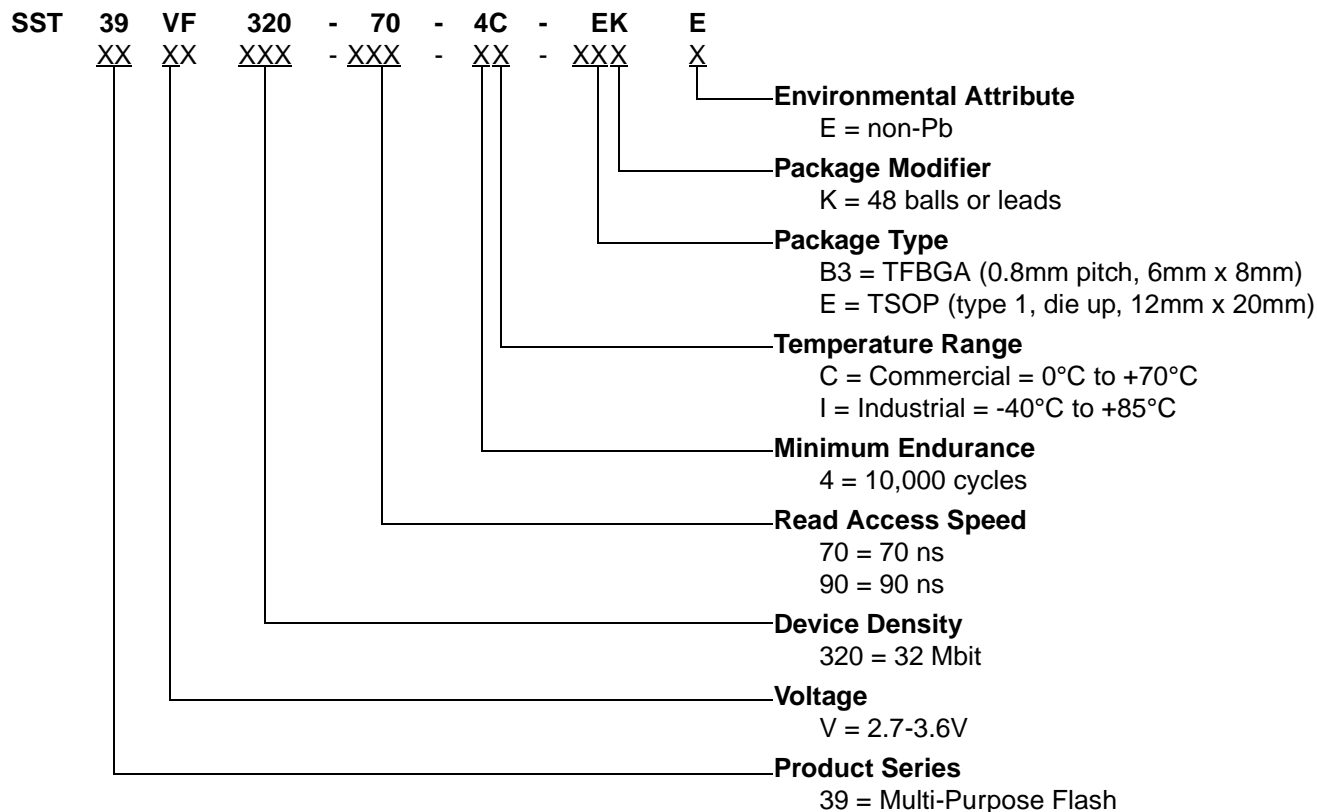 SST 39 VF 320 - 70 - 4C - EK E
XX XX XXX - XXX - XX - XXX X
Environmental Attribute
E = non-Pb
Package Modifier
K = 48 balls or leads
Package Type
B3 = TFBGA (0.8mm pitch, 6mm x 8mm)
E = TSOP (type 1, die up, 12mm x 20mm)
Temperature Range
C = Commercial = 0°C to +70°C
I = Industrial = -40°C to +85°C
Minimum Endurance
4 = 10,000 cycles
Read Access Speed
70 = 70 ns
90 = 90 ns
Device Density
320 = 32 Mbit
Voltage
V = 2.7-3.6V
Product Series
39 = Multi-Purpose Flash